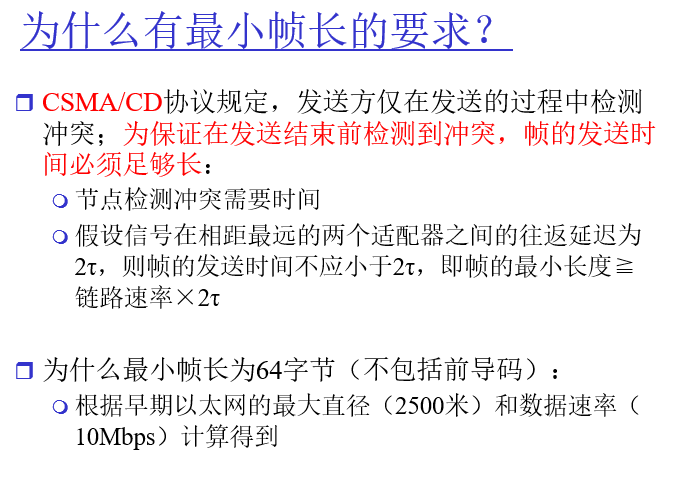 为什么有最小帧长的要求？
CSMA/CD协议规定，发送方仅在发送的过程中检测
冲突；为保证在发送结束前检测到冲突，帧的发送时
间必须足够长：
节点检测冲突需要时间
假设信号在相距最远的两个适配器之间的往返延迟为
2τ，则帧的发送时间不应小于2τ，即帧的最小长度≧
链路速率×2τ
为什么最小帧长为64字节（不包括前导码）：
根据早期以太网的最大直径（2500米）和数据速率（
10Mbps）计算得到